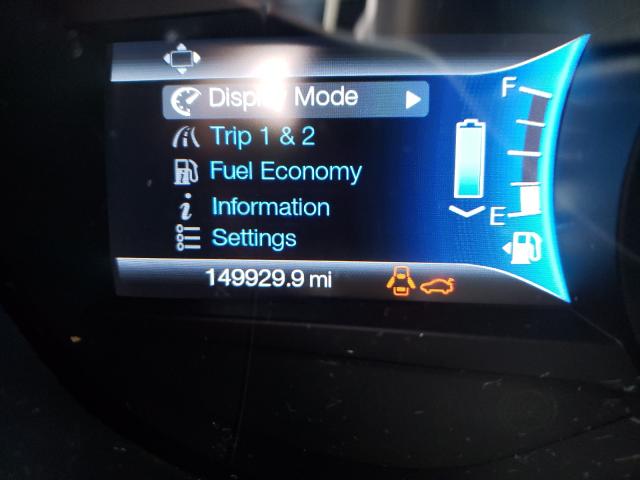 Display Mode
F
Trip 1 & 2
Fuel Economy
Information
E
Settings
149929.9 mi